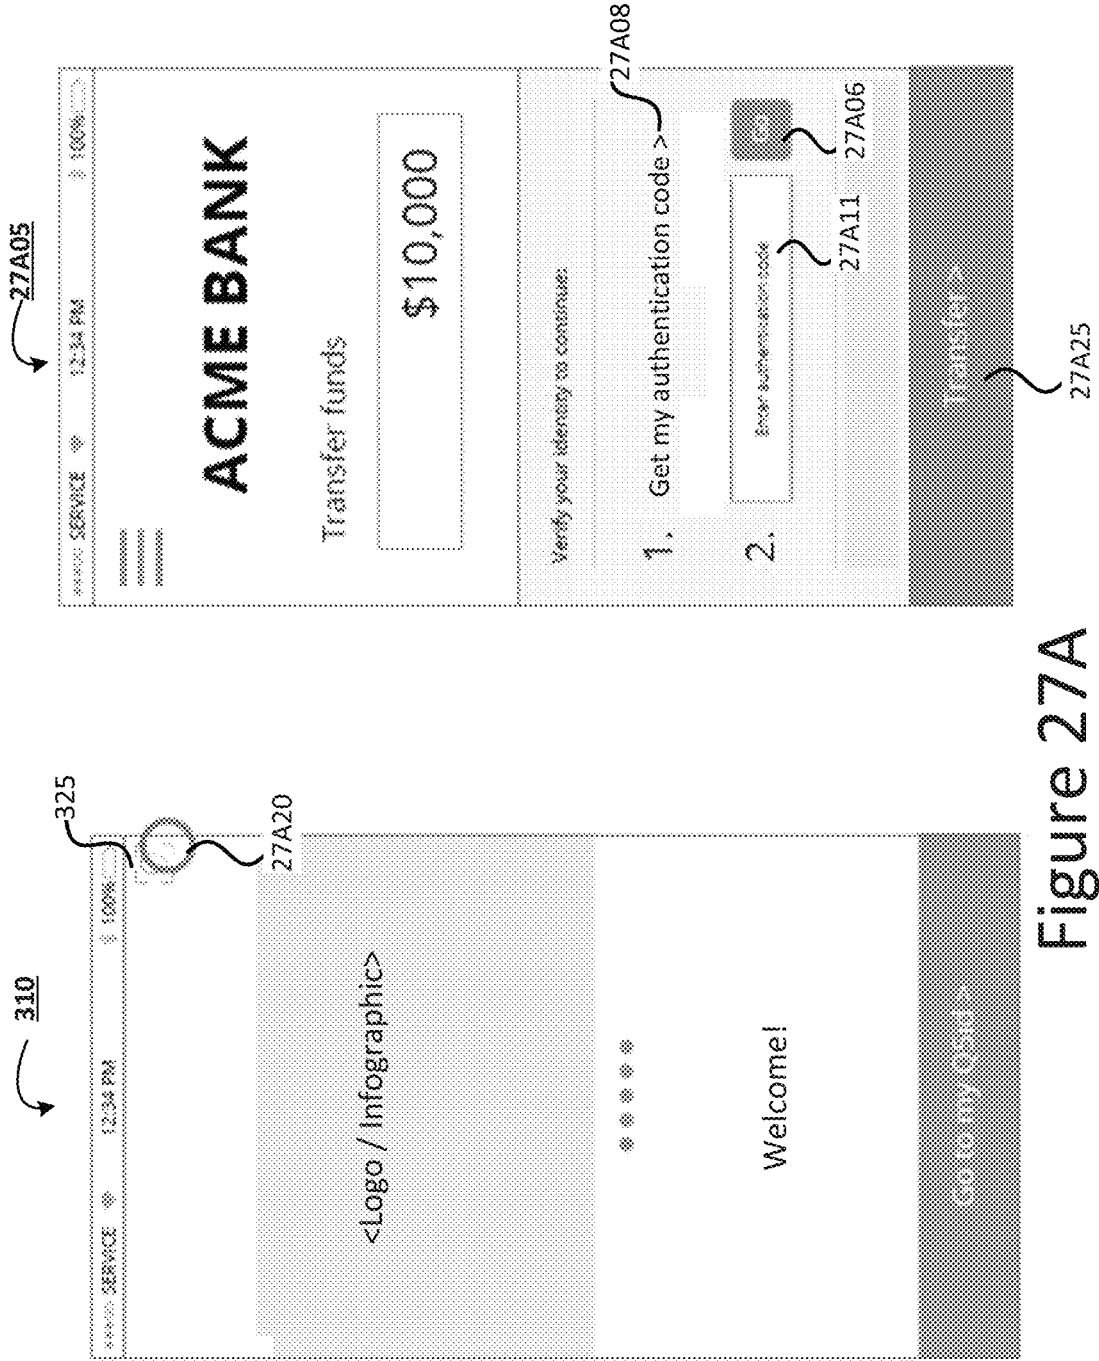 310
SERVICE 12:34 PM 100%
325
27A20
<Logo / Infographic>
Welcome!
27A05
SERVICE 12:34 PM 100%
ACME BANK
Transfer funds
$10,000
Verify your identity to continue:
1. Get my authentication code >
27A08
2. Enter authentication code
27A11
27A06
Transfer >
27A25
Figure 27A